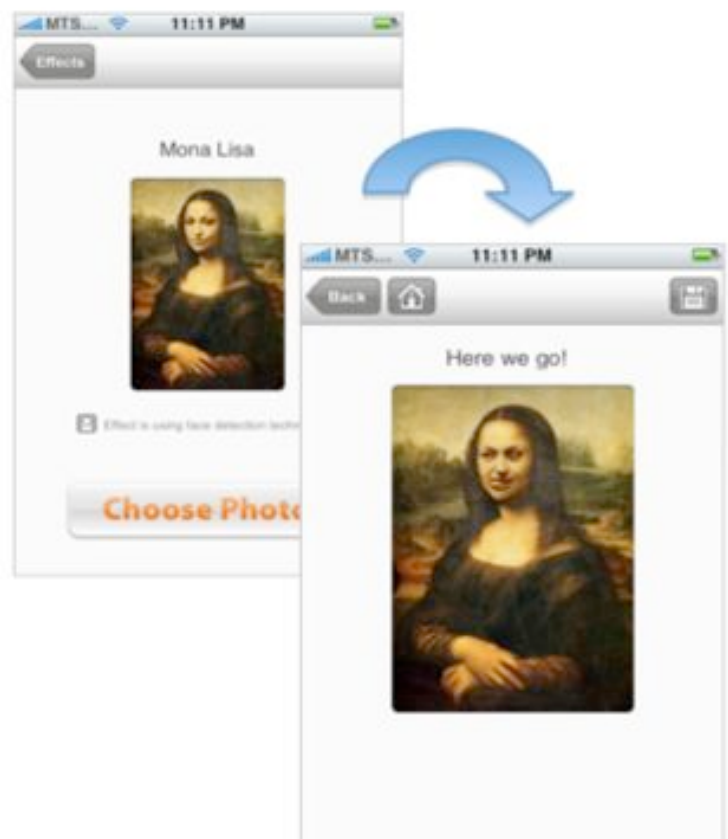 MTS... 11:11 PM
Effects
Mona Lisa
Effect is using face detection techn
Choose Photo
MTS... 11:11 PM
Back
Here we go!